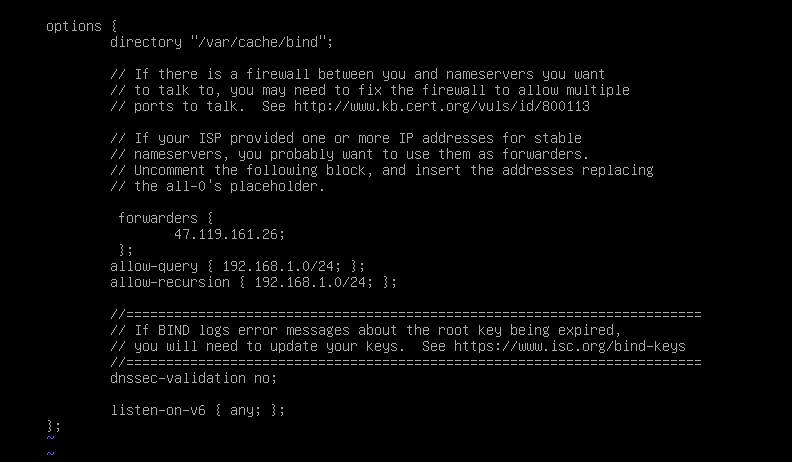 options {
directory "/var/cache/bind";
// If there is a firewall between you and nameservers you want
// to talk to, you may need to fix the firewall to allow multiple
// ports to talk.  See http://www.kb.cert.org/vuls/id/800113
// If your ISP provided one or more IP addresses for stable
// nameservers, you probably want to use them as forwarders.
// Uncomment the following block, and insert the addresses replacing
// the all-0's placeholder.
forwarders {
47.119.161.26;
};
allow-query { 192.168.1.0/24; };
allow-recursion { 192.168.1.0/24; };
//========================================================================
// If BIND logs error messages about the root key being expired,
// you will need to update your keys.  See https://www.isc.org/bind-keys
//========================================================================
dnssec-validation no;
listen-on-v6 { any; };
};
~
~